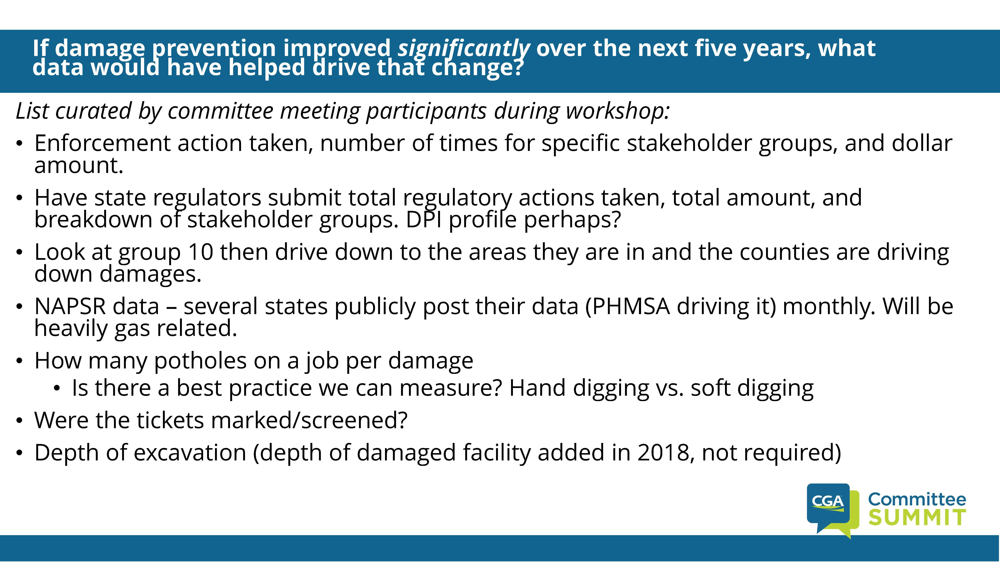 If damage prevention improved significantly over the next five years, what
data would have helped drive that change?
List curated by committee meeting participants during workshop:
• Enforcement action taken, number of times for specific stakeholder groups, and dollar
amount.
• Have state regulators submit total regulatory actions taken, total amount, and
breakdown of stakeholder groups. DPI profile perhaps?
• Look at group 10 then drive down to the areas they are in and the counties are driving
down damages.
• NAPSR data – several states publicly post their data (PHMSA driving it) monthly. Will be
heavily gas related.
• How many potholes on a job per damage
• Is there a best practice we can measure? Hand digging vs. soft digging
• Were the tickets marked/screened?
• Depth of excavation (depth of damaged facility added in 2018, not required)
CGA
Committee
SUMMIT